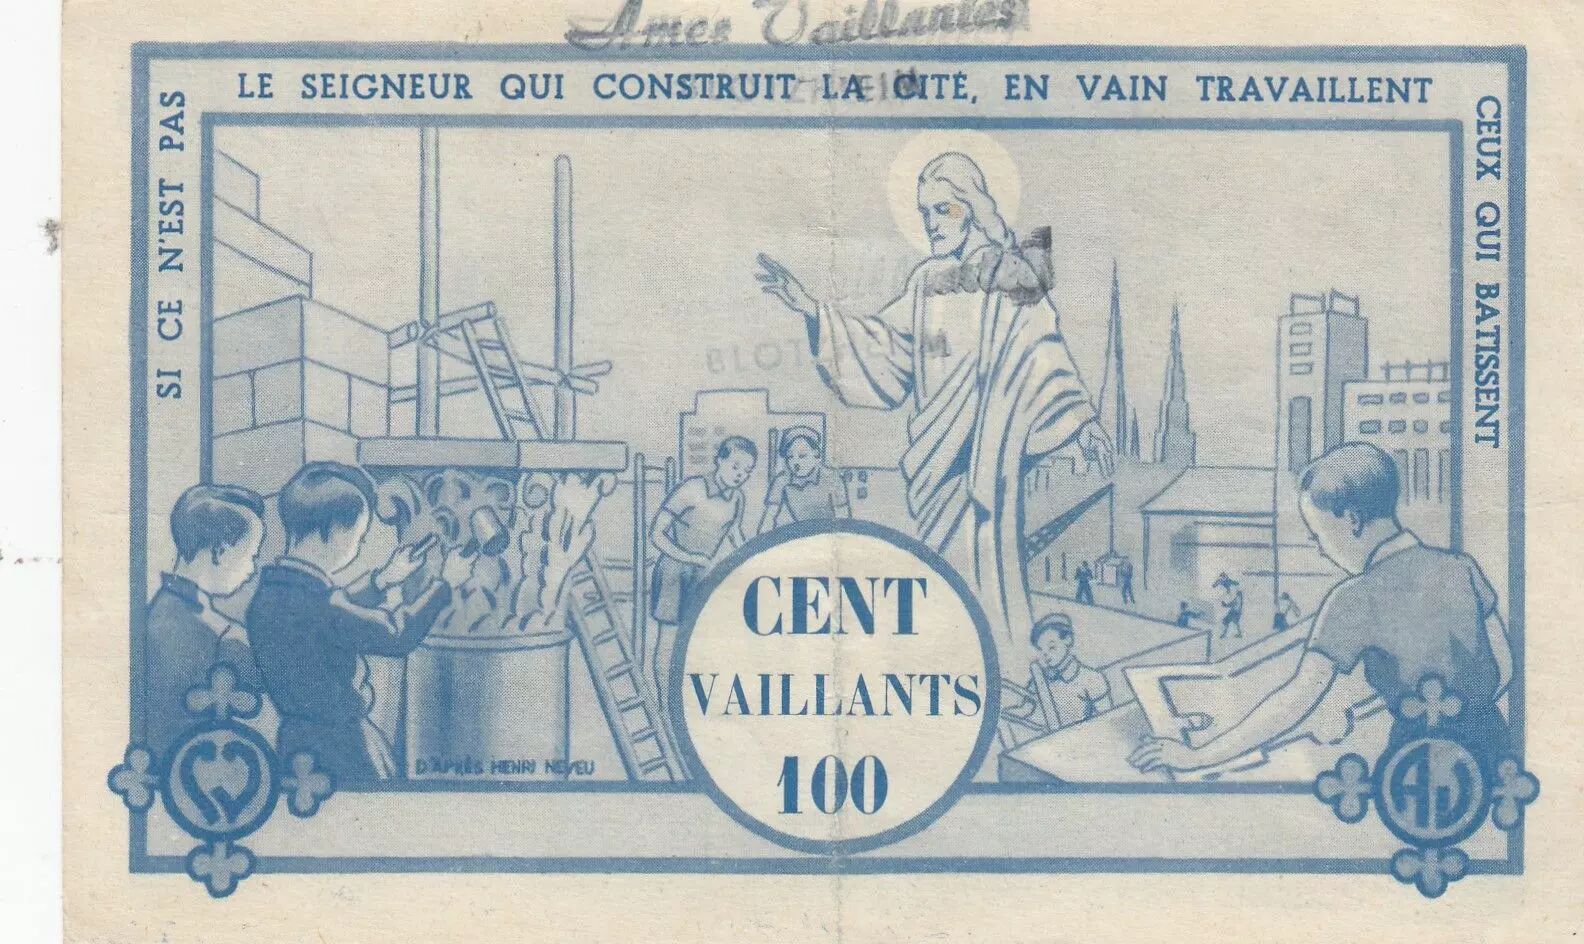 Ames Vaillantes
SI CE N'EST PAS
LE SEIGNEUR QUI CONSTRUIT LA CITÉ, EN VAIN TRAVAILLENT
CEUX QUI BATISSENT
CENT
VAILLANTS
100
D'APRÈS HENRI NEVEU
AV